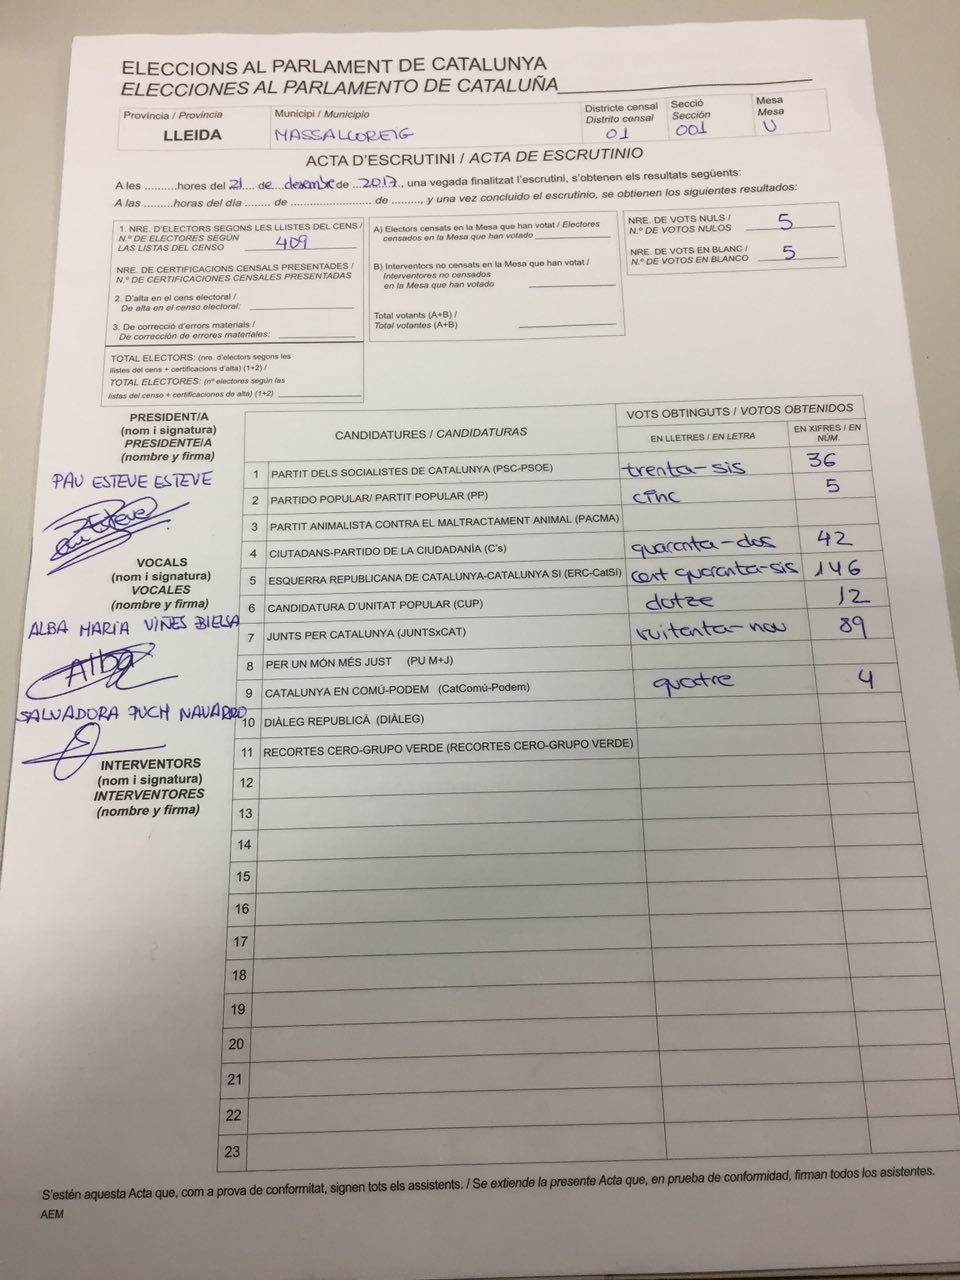 ELECCIONS AL PARLAMENT DE CATALUNYA
ELECCIONES AL PARLAMENTO DE CATALUÑA
Província / Provincia
LLEIDA
Municipi / Municipio
MASSALCOREIG
Districte censal
Distrito censal
01
Secció
Sección
001
Mesa
Mesa
U
ACTA D'ESCRUTINI / ACTA DE ESCRUTINIO
A les ..........hores del 21 de desembre de 2017, una vegada finalitzat l'escrutini, s'obtenen els resultats següents:
A las ..........horas del día ....... de ........................ de ........, y una vez concluido el escrutinio, se obtienen los siguientes resultados:
1. NRE. D'ELECTORS SEGONS LES LLISTES DEL CENS /
N.º DE ELECTORES SEGÚN
LAS LISTAS DEL CENSO 409
NRE. DE CERTIFICACIONS CENSALS PRESENTADES /
N.º DE CERTIFICACIONES CENSALES PRESENTADAS
2. D'alta en el cens electoral /
De alta en el censo electoral:
3. De correcció d'errors materials /
De corrección de errores materiales:
TOTAL ELECTORS: (nre. d'electors segons les
llistes del cens + certificacions d'alta) (1+2) /
TOTAL ELECTORES: (nº electores según las
listas del censo + certificaciones de alta) (1+2)
A) Electors censats en la Mesa que han votat / Electores
censados en la Mesa que han votado
B) Interventors no censats en la Mesa que han votat /
Interventores no censados
en la Mesa que han votado
Total votants (A+B) /
Total votantes (A+B)
NRE. DE VOTS NULS /
N.º DE VOTOS NULOS 5
NRE. DE VOTS EN BLANC /
N.º DE VOTOS EN BLANCO 5
PRESIDENT/A
(nom i signatura)
PRESIDENTE/A
(nombre y firma)
PAU ESTEVE ESTEVE
VOCALS
(nom i signatura)
VOCALES
(nombre y firma)
ALBA MARIA VIÑES BIELSA
Alba
SALVADORA PUCH NAVARRO
INTERVENTORS
(nom i signatura)
INTERVENTORES
(nombre y firma)
CANDIDATURES / CANDIDATURAS
VOTS OBTINGUTS / VOTOS OBTENIDOS
EN LLETRES / EN LETRA
EN XIFRES / EN
NÚM.
1 PARTIT DELS SOCIALISTES DE CATALUNYA (PSC-PSOE) trenta-sis 36
2 PARTIDO POPULAR/ PARTIT POPULAR (PP) cinc 5
3 PARTIT ANIMALISTA CONTRA EL MALTRACTAMENT ANIMAL (PACMA)
4 CIUTADANS-PARTIDO DE LA CIUDADANÍA (C's) quaranta-dos 42
5 ESQUERRA REPUBLICANA DE CATALUNYA-CATALUNYA SÍ (ERC-CatSí) cent quaranta-sis 146
6 CANDIDATURA D'UNITAT POPULAR (CUP) dotze 12
7 JUNTS PER CATALUNYA (JUNTSxCAT) vuitanta-nou 89
8 PER UN MÓN MÉS JUST (PU M+J)
9 CATALUNYA EN COMÚ-PODEM (CatComú-Podem) quatre 4
10 DIÀLEG REPUBLICÀ (DIÀLEG)
11 RECORTES CERO-GRUPO VERDE (RECORTES CERO-GRUPO VERDE)
12
13
14
15
16
17
18
19
20
21
22
23
S'estén aquesta Acta que, com a prova de conformitat, signen tots els assistents. / Se extiende la presente Acta que, en prueba de conformidad, firman todos los asistentes.
AEM